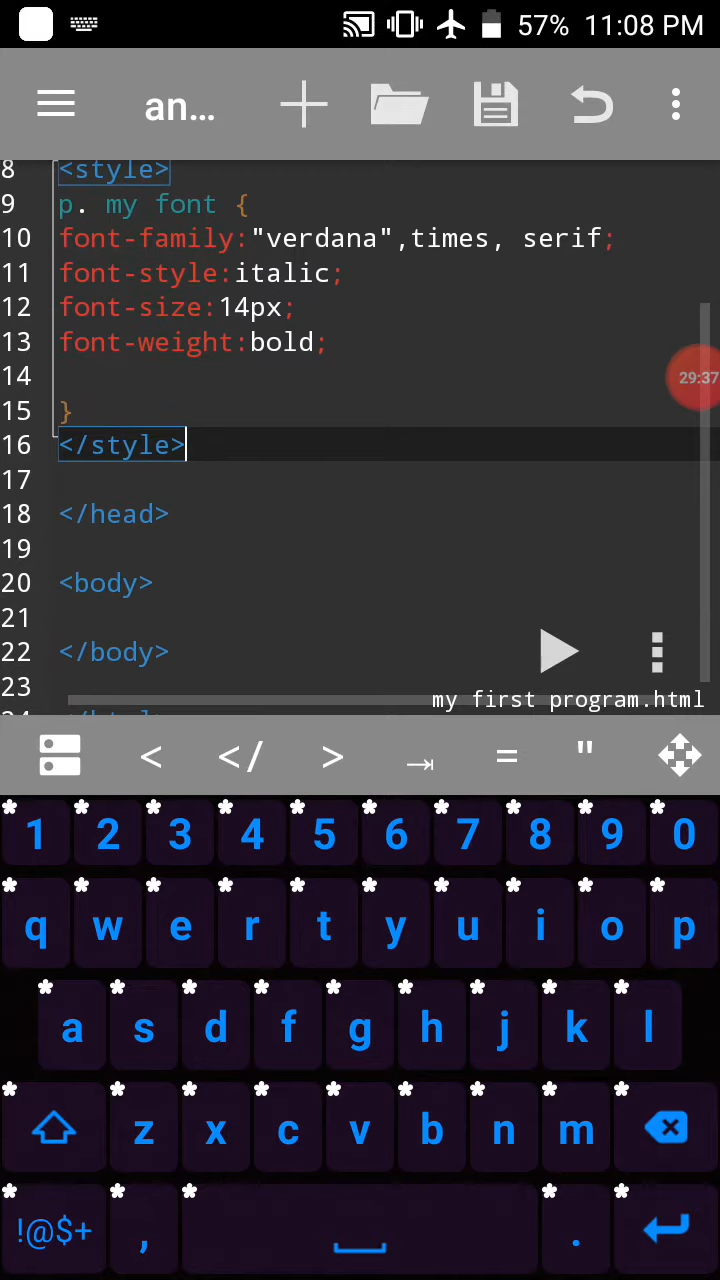 57% 11:08 PM
an...
8 <style>
9 p. my font {
10 font-family:"verdana",times, serif;
11 font-style:italic;
12 font-size:14px;
13 font-weight:bold;
14
29:37
15 }
16 </style>
17
18 </head>
19
20 <body>
21
22 </body>
23
my first program.html
< </ > = "
1 2 3 4 5 6 7 8 9 0
q w e r t y u i o p
a s d f g h j k l
z x c v b n m
!@$+ , .